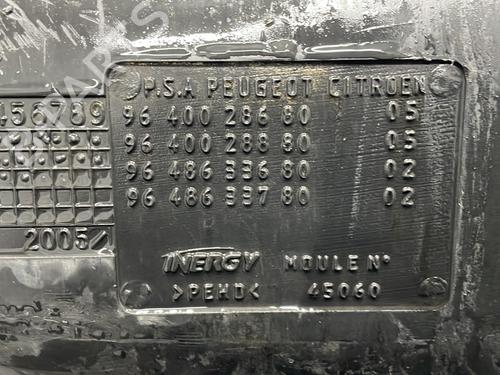 P.S.A PEUGEOT CITROEN
96 400 286 80 05
96 400 288 80 05
96 486 336 80 02
96 486 337 80 02
456789
2005
INERGY MOULE N°
>PEHD< 45060